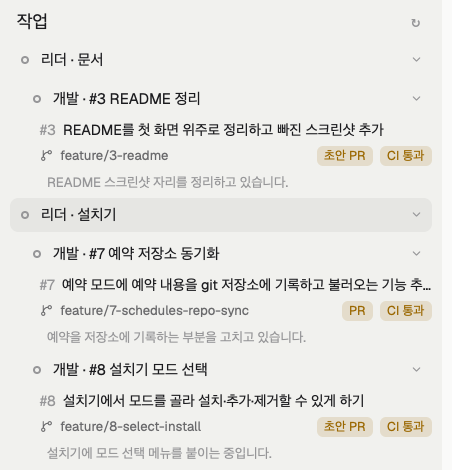 작업
리더 · 문서
개발 · #3 README 정리
#3 README를 첫 화면 위주로 정리하고 빠진 스크린샷 추가
feature/3-readme 초안 PR CI 통과
README 스크린샷 자리를 정리하고 있습니다.
리더 · 설치기
개발 · #7 예약 저장소 동기화
#7 예약 모드에 예약 내용을 git 저장소에 기록하고 불러오는 기능 추...
feature/7-schedules-repo-sync PR CI 통과
예약을 저장소에 기록하는 부분을 고치고 있습니다.
개발 · #8 설치기 모드 선택
#8 설치기에서 모드를 골라 설치·추가·제거할 수 있게 하기
feature/8-select-install 초안 PR CI 통과
설치기에 모드 선택 메뉴를 붙이는 중입니다.